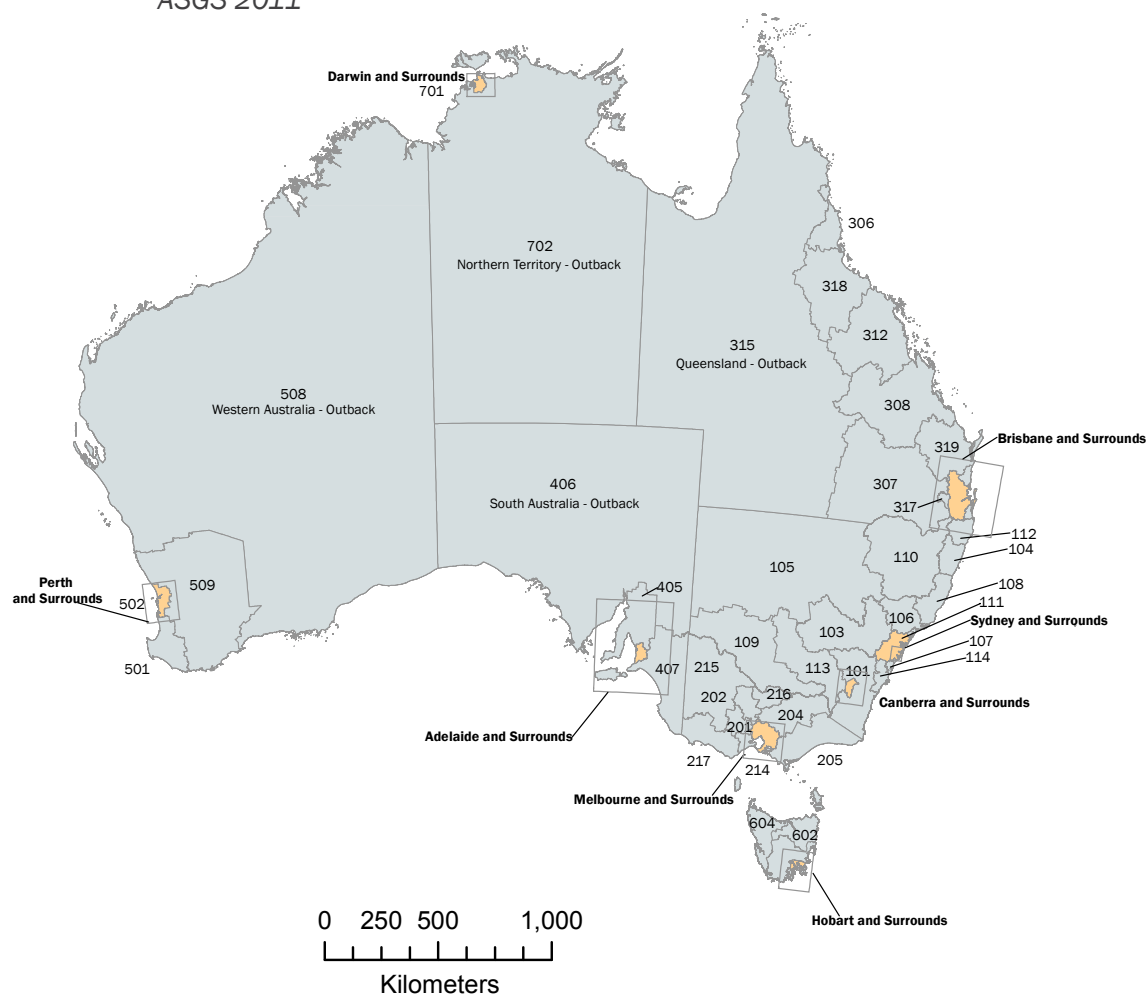 ASGS 2011
Darwin and Surrounds
701
306
702
Northern Territory - Outback
318
312
315
Queensland - Outback
508
Western Australia - Outback
308
Brisbane and Surrounds
319
406
South Australia - Outback
307
317
112
104
110
105
Perth
and Surrounds
509
502
405
108
111
106
Sydney and Surrounds
103
109
107
114
407
215
113
101
501
202
216
Canberra and Surrounds
204
201
Adelaide and Surrounds
217
214
205
Melbourne and Surrounds
604
602
Hobart and Surrounds
0 250 500 1,000
Kilometers